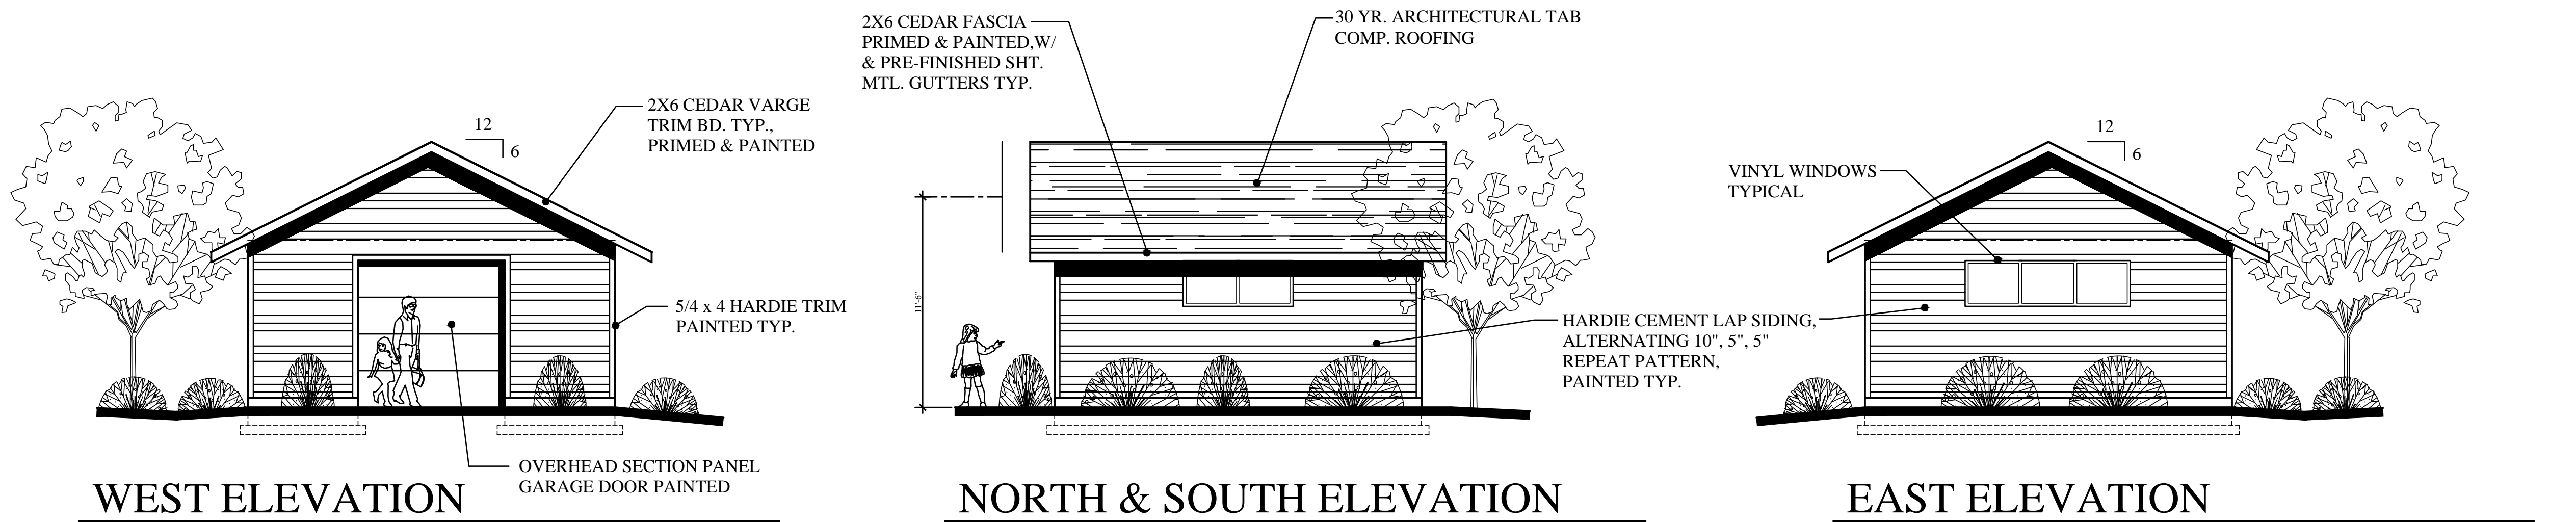 2X6 CEDAR VARGE
TRIM BD. TYP.,
PRIMED & PAINTED
12
6
5/4 x 4 HARDIE TRIM
PAINTED TYP.
OVERHEAD SECTION PANEL
GARAGE DOOR PAINTED
WEST ELEVATION
2X6 CEDAR FASCIA
PRIMED & PAINTED,W/
& PRE-FINISHED SHT.
MTL. GUTTERS TYP.
30 YR. ARCHITECTURAL TAB
COMP. ROOFING
11'-6"
HARDIE CEMENT LAP SIDING,
ALTERNATING 10", 5", 5"
REPEAT PATTERN,
PAINTED TYP.
NORTH & SOUTH ELEVATION
VINYL WINDOWS
TYPICAL
12
6
EAST ELEVATION